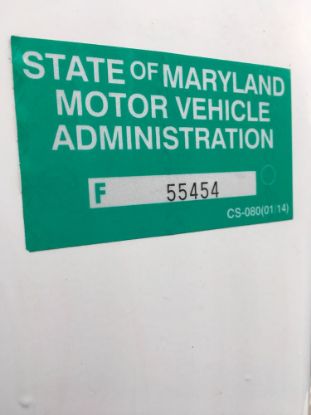 STATE OF MARYLAND
MOTOR VEHICLE
ADMINISTRATION
F 55454
CS-080(01/14)